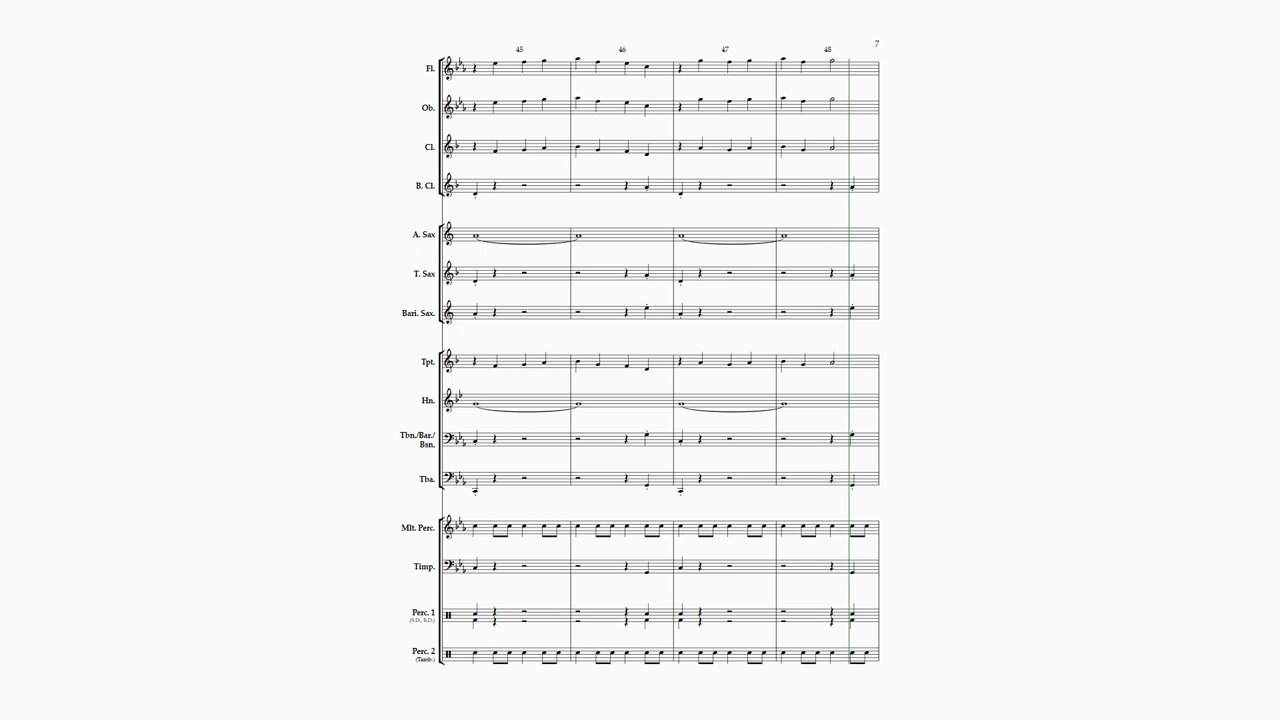 7
45 46 47 48
Fl.
Ob.
Cl.
B. Cl.
A. Sax
T. Sax
Bari. Sax.
Tpt.
Hn.
Tbn./Bar./
Bsn.
Tba.
Mlt. Perc.
Timp.
Perc. 1
(S.D., B.D.)
Perc. 2
(Tamb.)